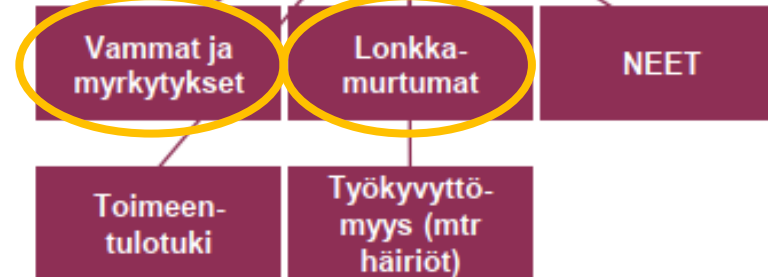 Vammat ja
myrkytykset
Lonkka-
murtumat
NEET
Toimeen-
tulotuki
Työkyvyttö-
myys (mtr
häiriöt)